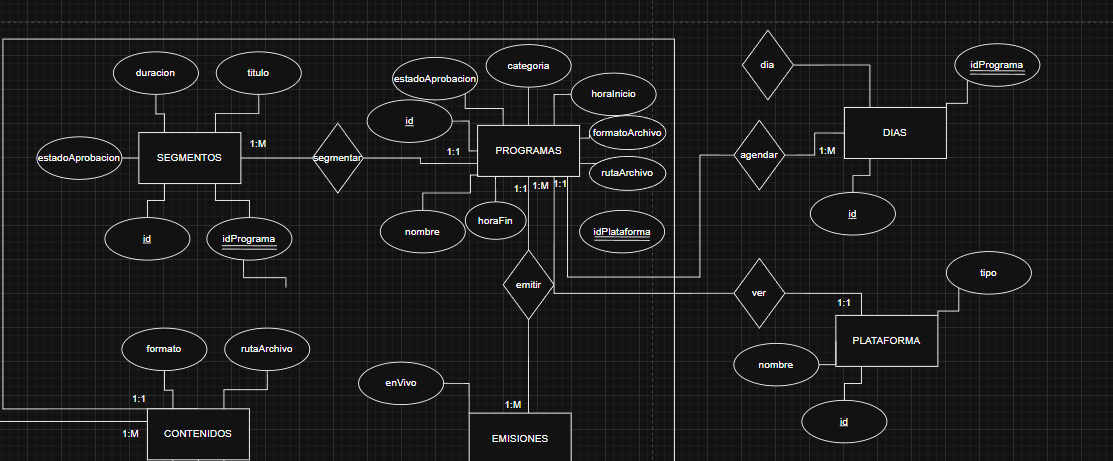 dia
idPrograma
categoria
duracion
titulo
estadoAprobacion
horaInicio
id
formatoArchivo
DIAS
1:M
1:1
PROGRAMAS
1:M
estadoAprobacion
SEGMENTOS
segmentar
agendar
rutaArchivo
1:1
1:M
1:1
id
horaFin
nombre
idPlataforma
id
idPrograma
tipo
emitir
ver
1:1
PLATAFORMA
formato
rutaArchivo
nombre
enVivo
1:1
1:M
id
1:M
CONTENIDOS
EMISIONES